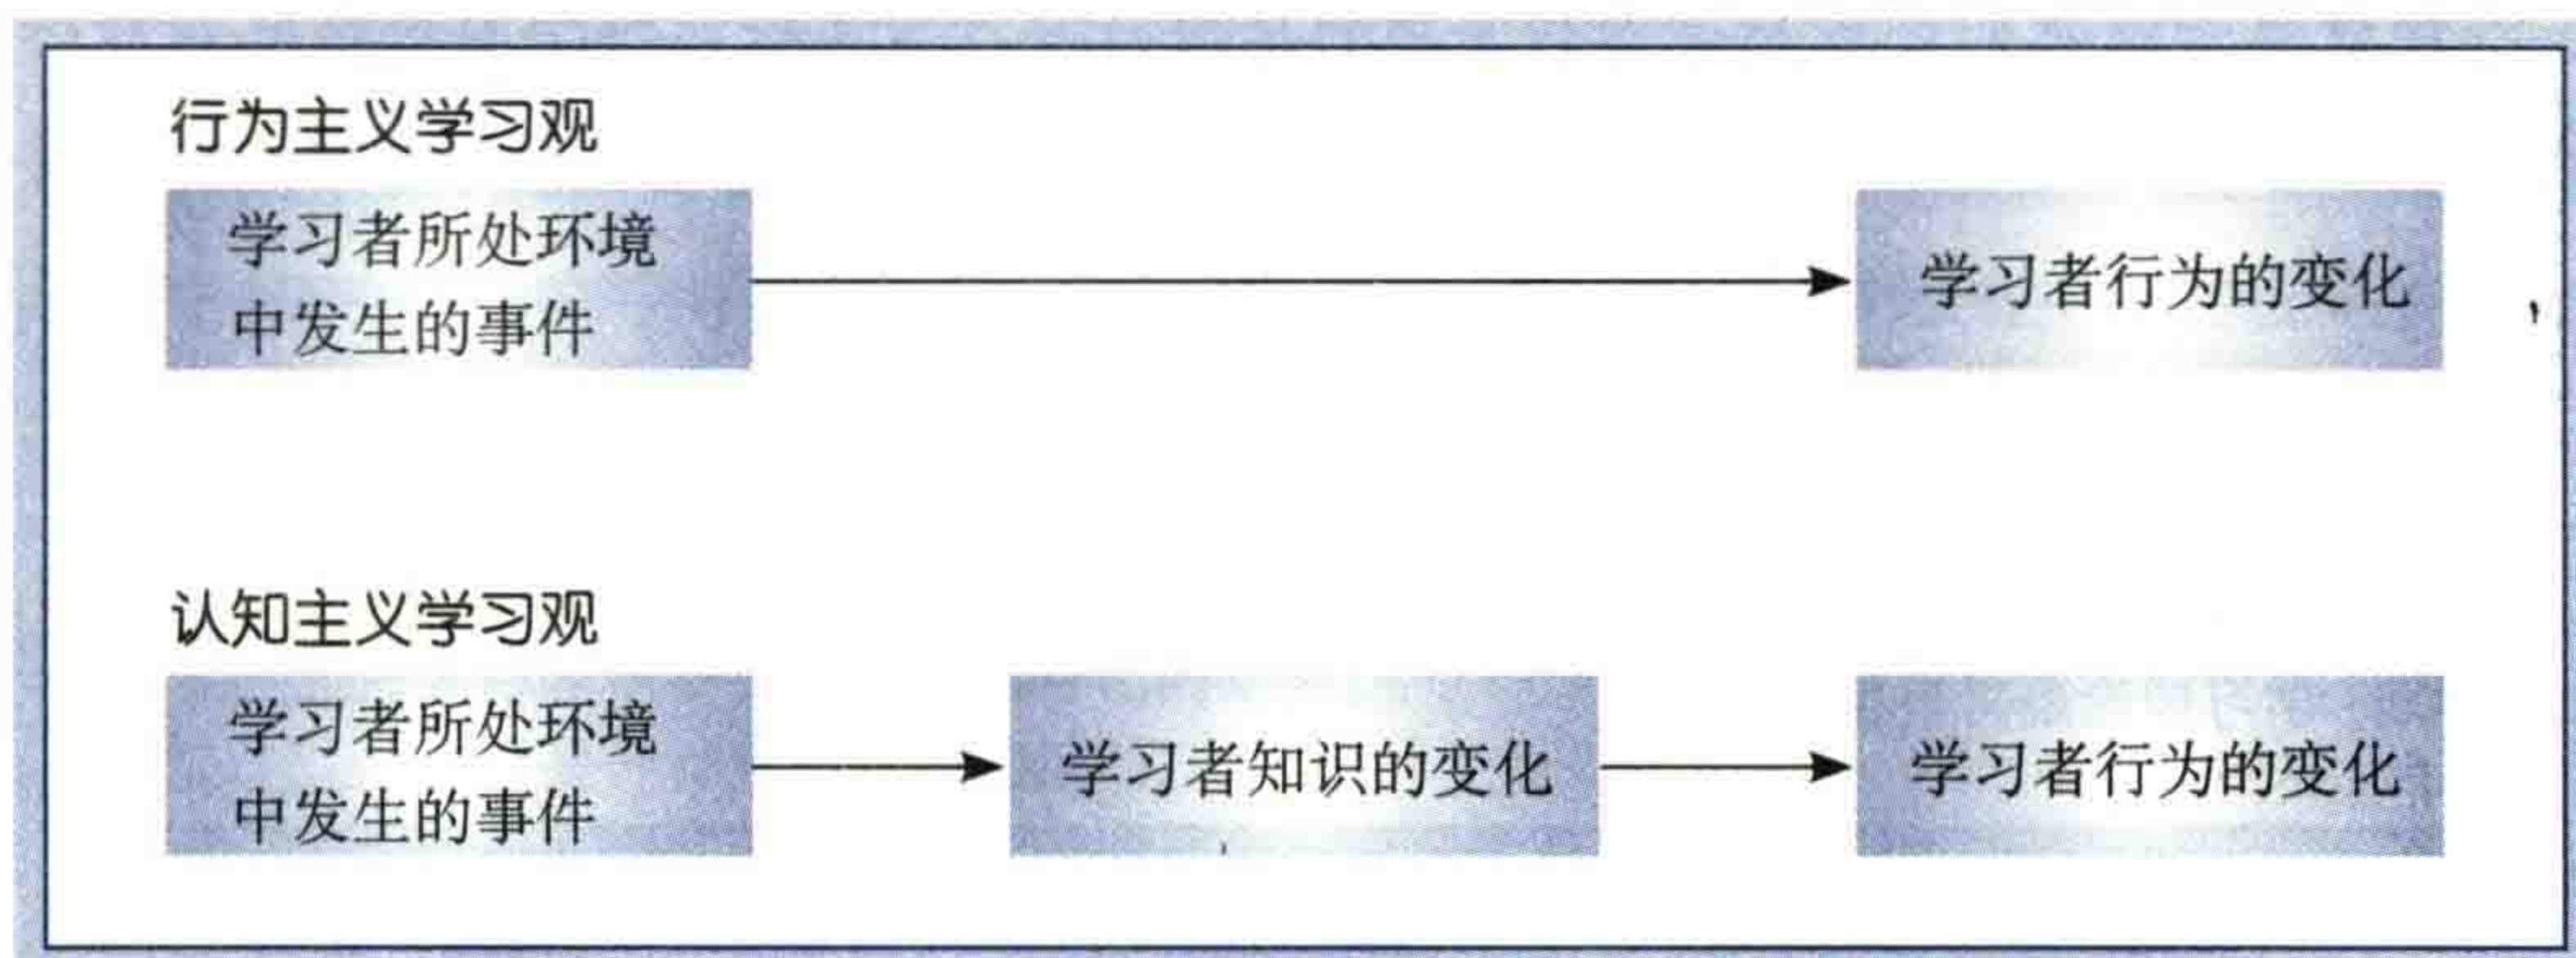 行为主义学习观
学习者所处环境
中发生的事件
学习者行为的变化
认知主义学习观
学习者所处环境
中发生的事件
学习者知识的变化
学习者行为的变化